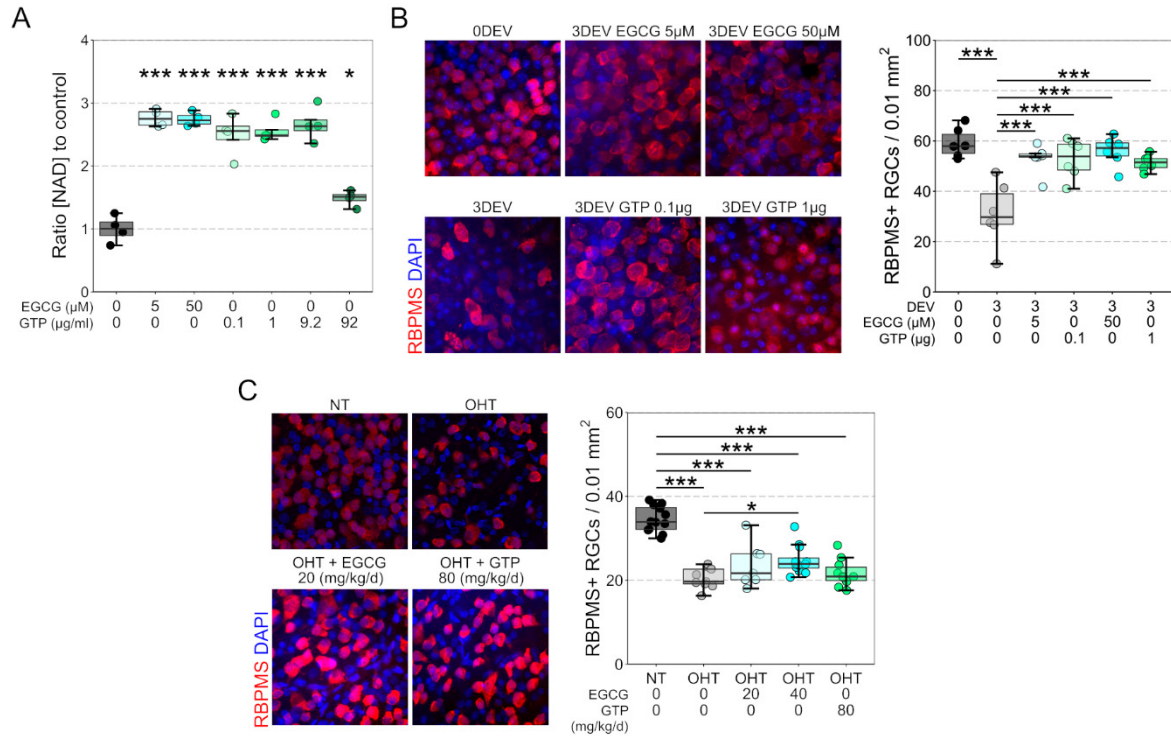 A
4
3
2
1
0
Ratio [NAD] to control
*** *** *** *** *** *
EGCG (µM) 0 5 50 0 0 0 0
GTP (µg/ml) 0 0 0 0.1 1 9.2 92
B
0DEV 3DEV EGCG 5µM 3DEV EGCG 50µM
3DEV 3DEV GTP 0.1µg 3DEV GTP 1µg
RBPMS DAPI
100
80
60
40
20
0
RBPMS+ RGCs / 0.01 mm²
*** ***
***
***
***
DEV 0 3 3 3 3 3
EGCG (µM) 0 0 5 0 50 0
GTP (µg) 0 0 0 0.1 0 1
C
NT OHT
OHT + EGCG OHT + GTP
20 (mg/kg/d) 80 (mg/kg/d)
RBPMS DAPI
60
40
20
0
RBPMS+ RGCs / 0.01 mm²
***
***
***
***
*
NT OHT OHT OHT OHT
EGCG 0 0 20 40 0
GTP 0 0 0 0 80
(mg/kg/d)